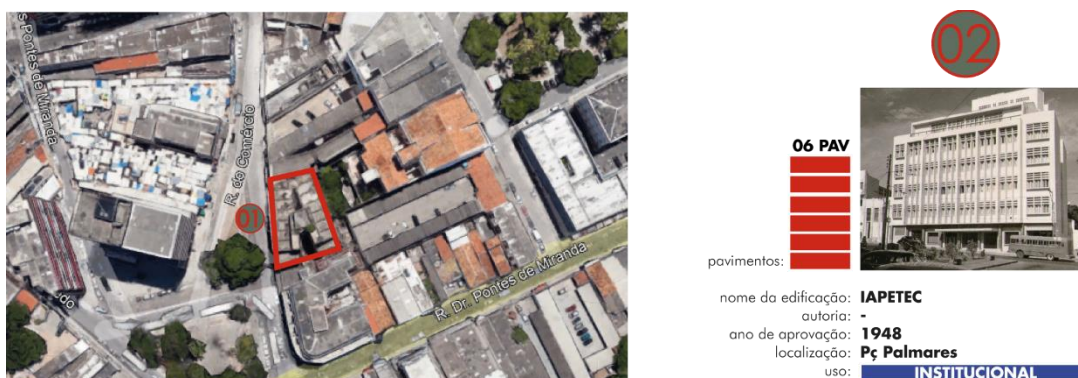 s Pontes de Miranda
R. do Comércio
01
R. Dr. Pontes de Miranda
02
06 PAV
pavimentos:
nome da edificação: IAPETEC
autoria: -
ano de aprovação: 1948
localização: Pç Palmares
uso: INSTITUCIONAL